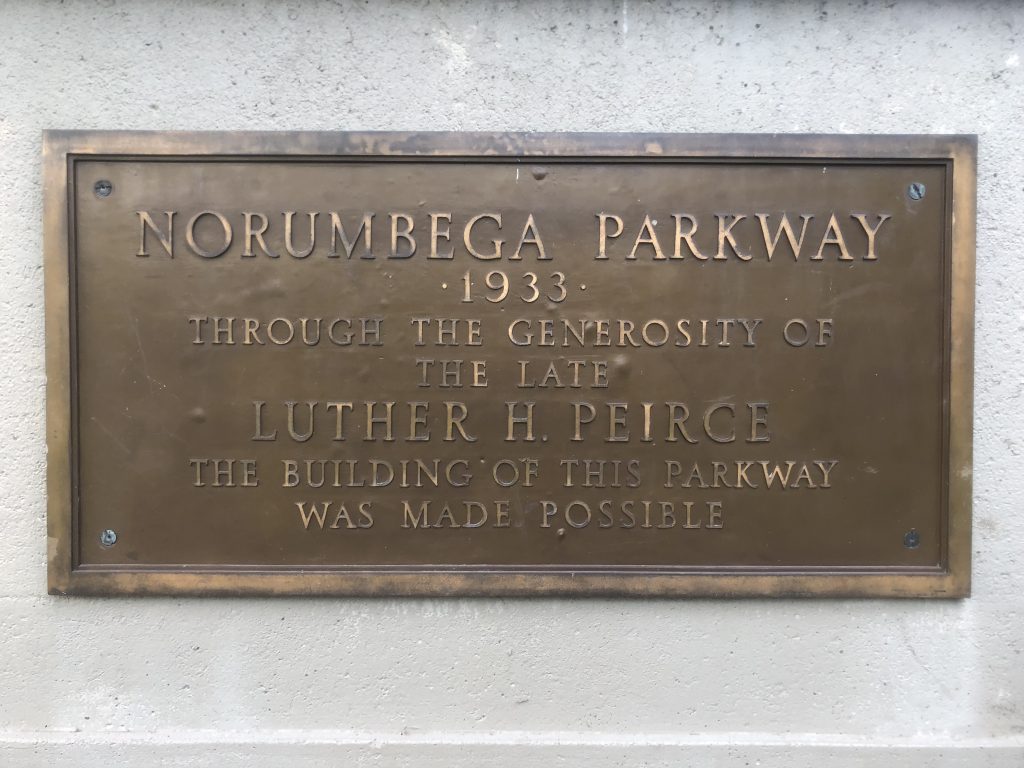 NORUMBEGA PARKWAY
·1933·
THROUGH THE GENEROSITY OF
THE LATE
LUTHER H. PEIRCE
THE BUILDING OF THIS PARKWAY
WAS MADE POSSIBLE